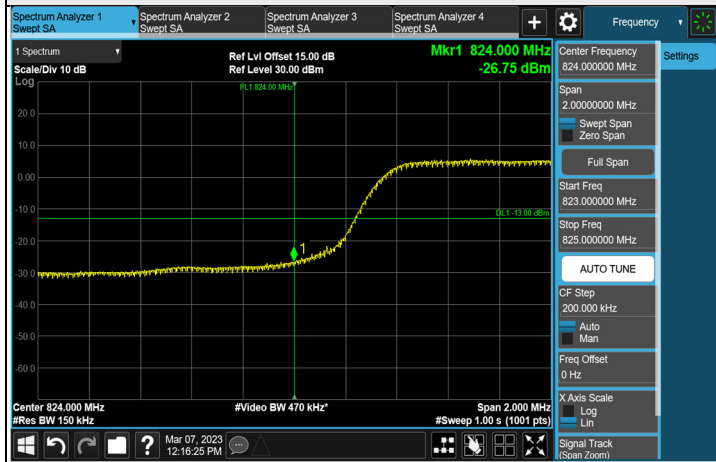 Spectrum Analyzer 1
Swept SA
Spectrum Analyzer 2
Swept SA
Spectrum Analyzer 3
Swept SA
Spectrum Analyzer 4
Swept SA
+
Frequency
Settings
1 Spectrum
Scale/Div 10 dB
Log
Ref Lvl Offset 15.00 dB
Ref Level 30.00 dBm
Mkr1 824.000 MHz
-26.75 dBm
FL1 824.00 MHz
20.0
10.0
0.00
-10.0
DL1 -13.00 dBm
-20.0
1
-30.0
-40.0
-50.0
-60.0
Center 824.000 MHz
#Res BW 150 kHz
#Video BW 470 kHz*
Span 2.000 MHz
#Sweep 1.00 s (1001 pts)
Center Frequency
824.000000 MHz
Span
2.00000000 MHz
Swept Span
Zero Span
Full Span
Start Freq
823.000000 MHz
Stop Freq
825.000000 MHz
AUTO TUNE
CF Step
200.000 kHz
Auto
Man
Freq Offset
0 Hz
X Axis Scale
Log
Lin
Signal Track
(Span Zoom)
?
Mar 07, 2023
12:16:25 PM